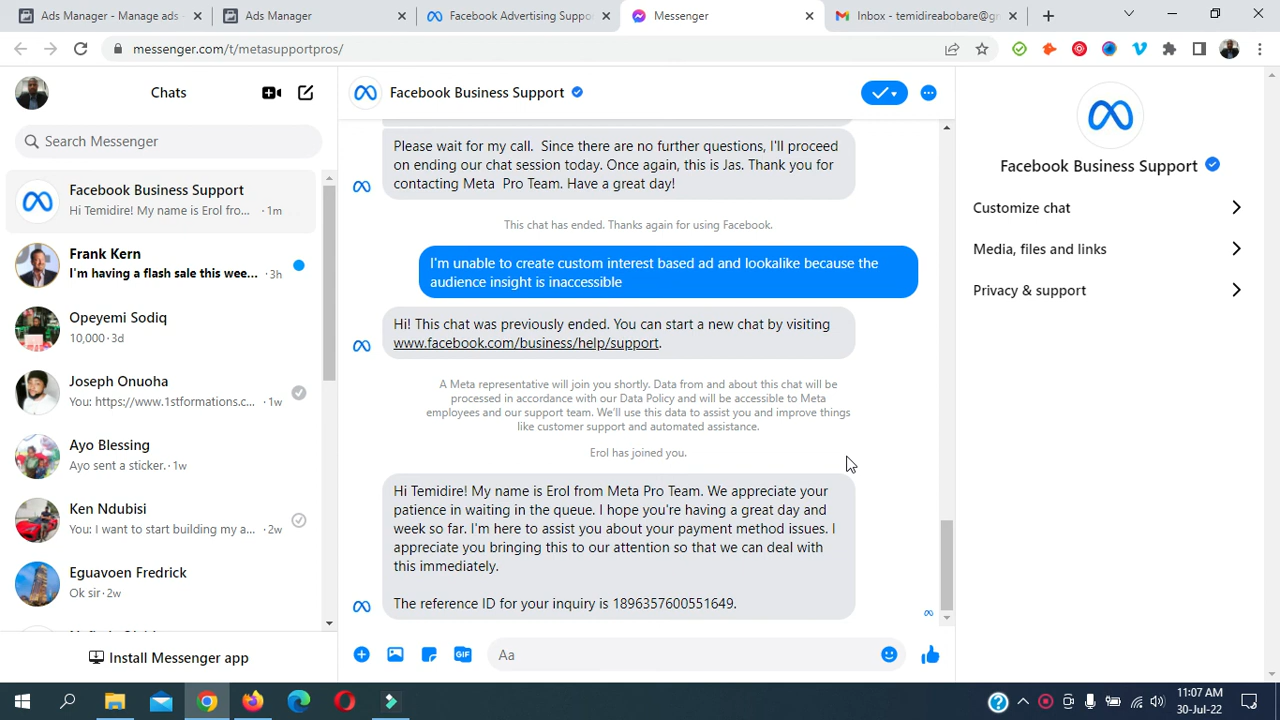 Ads Manager - Manage ads -
Ads Manager
Facebook Advertising Suppo
Messenger
Inbox - temidireabobare@gr
messenger.com/t/metasupportpros/
Chats
Search Messenger
Facebook Business Support
Hi Temidire! My name is Erol fro... · 1m
Frank Kern
I'm having a flash sale this wee... · 3h
Opeyemi Sodiq
10,000 · 3d
Joseph Onuoha
You: https://www.1stformations.c... · 1w
Ayo Blessing
Ayo sent a sticker. · 1w
Ken Ndubisi
You: I want to start building my a... · 2w
Eguavoen Fredrick
Ok sir · 2w
Install Messenger app
Facebook Business Support
Please wait for my call. Since there are no further questions, I'll proceed
on ending our chat session today. Once again, this is Jas. Thank you for
contacting Meta Pro Team. Have a great day!
This chat has ended. Thanks again for using Facebook.
I'm unable to create custom interest based ad and lookalike because the
audience insight is inaccessible
Hi! This chat was previously ended. You can start a new chat by visiting
www.facebook.com/business/help/support.
A Meta representative will join you shortly. Data from and about this chat will be
processed in accordance with our Data Policy and will be accessible to Meta
employees and our support team. We'll use this data to assist you and improve things
like customer support and automated assistance.
Erol has joined you.
Hi Temidire! My name is Erol from Meta Pro Team. We appreciate your
patience in waiting in the queue. I hope you're having a great day and
week so far. I'm here to assist you about your payment method issues. I
appreciate you bringing this to our attention so that we can deal with
this immediately.
The reference ID for your inquiry is 1896357600551649.
GIF
Aa
Facebook Business Support
Customize chat
Media, files and links
Privacy & support
11:07 AM
30-Jul-22